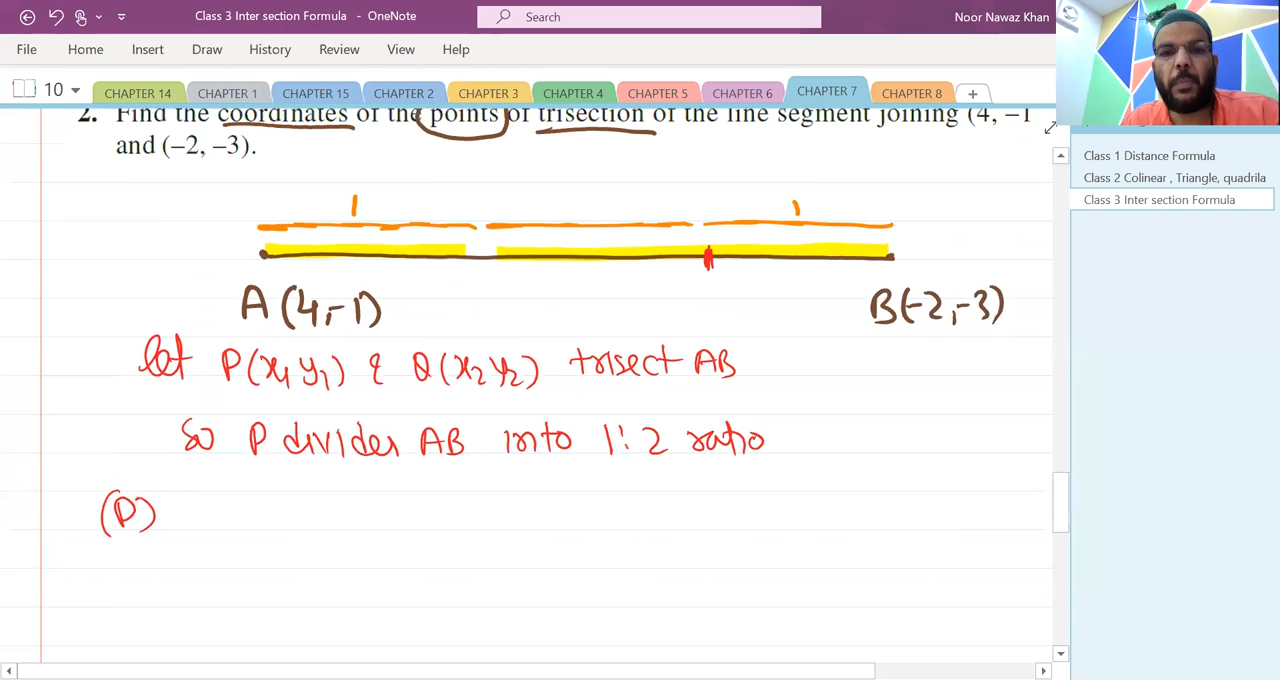 Class 3 Inter section Formula - OneNote
Search
Noor Nawaz Khan
File Home Insert Draw History Review View Help
10 CHAPTER 14 CHAPTER 1 CHAPTER 15 CHAPTER 2 CHAPTER 3 CHAPTER 4 CHAPTER 5 CHAPTER 6 CHAPTER 7 CHAPTER 8 +
2. Find the coordinates of the points of trisection of the line segment joining (4, –1
and (–2, –3).
1 1
A (4,-1) B(-2,-3)
let P(x1 y1) & Q(x2 y2) trisect AB
So P divides AB into 1:2 ratio
(P)
Class 1 Distance Formula
Class 2 Colinear , Triangle, quadrila
Class 3 Inter section Formula